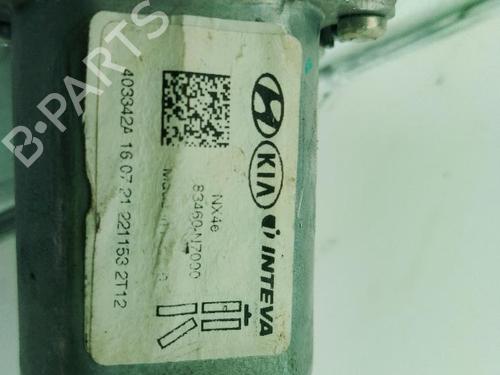 KIA INTEVA
NX4e
83460-N7000
403342A 16 07 21 221153 2T12
B-PARTS